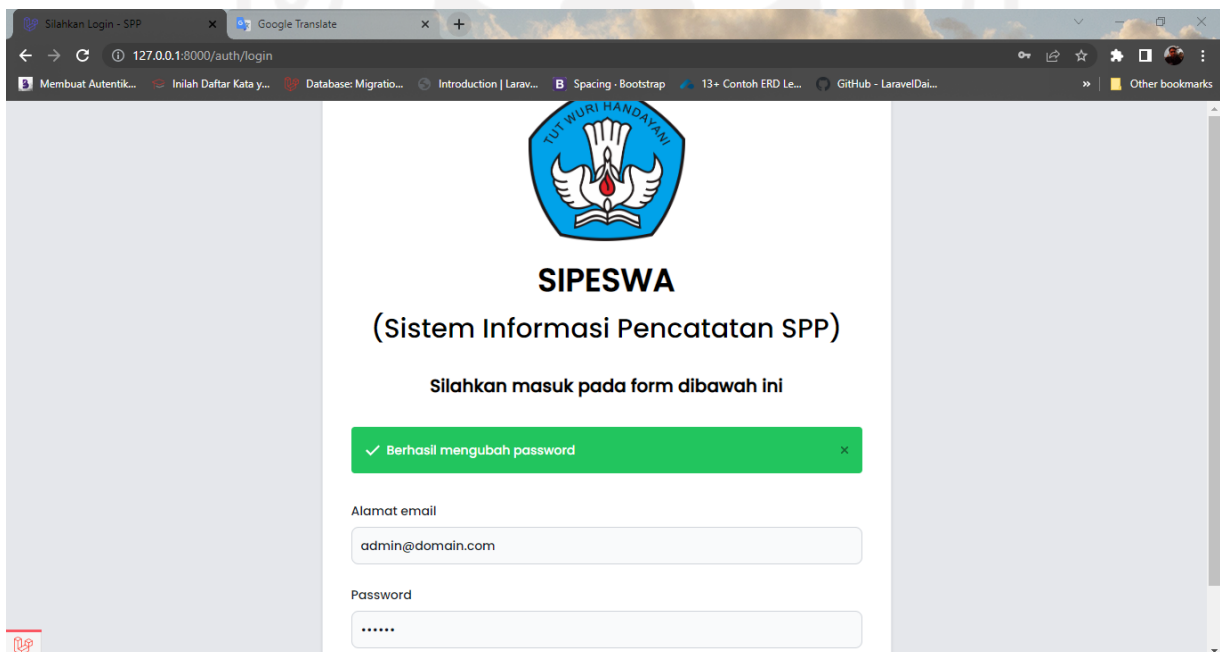 Silahkan Login - SPP
Google Translate
127.0.0.1:8000/auth/login
Membuat Autentik...
Inilah Daftar Kata y...
Database: Migratio...
Introduction | Larav...
B Spacing · Bootstrap
13+ Contoh ERD Le...
GitHub - LaravelDai...
»
Other bookmarks
TUT WURI HANDAYANI
SIPESWA
(Sistem Informasi Pencatatan SPP)
Silahkan masuk pada form dibawah ini
Berhasil mengubah password
Alamat email
admin@domain.com
Password
••••••